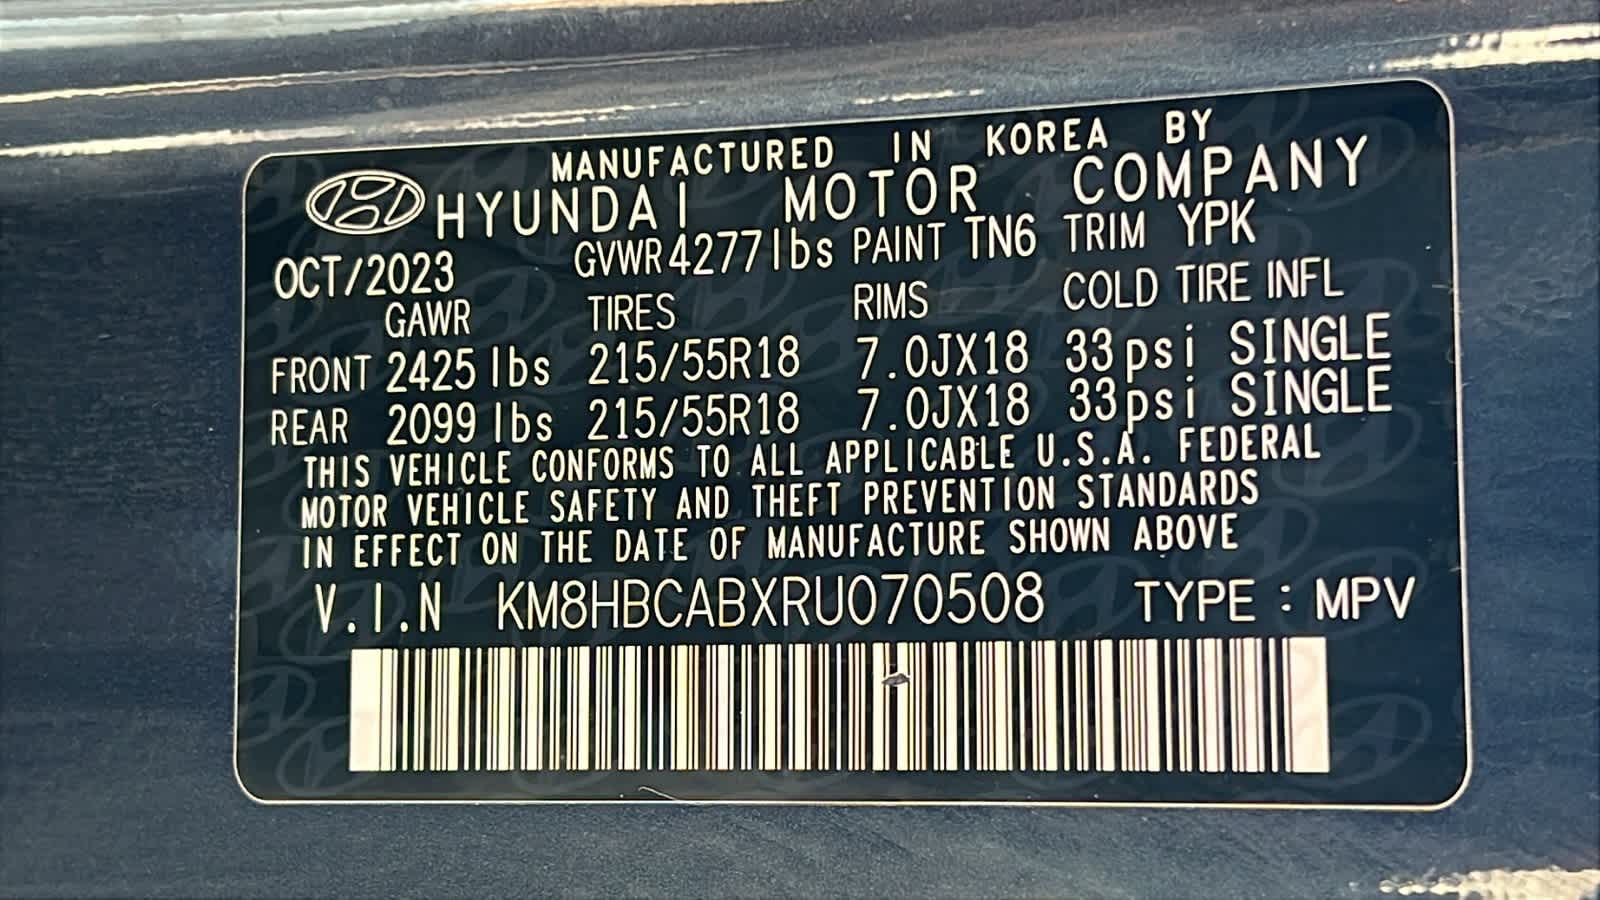 MANUFACTURED IN KOREA BY
HYUNDAI MOTOR COMPANY
OCT/2023 GVWR 4277lbs PAINT TN6 TRIM YPK
GAWR TIRES RIMS COLD TIRE INFL
FRONT 2425 lbs 215/55R18 7.0JX18 33psi SINGLE
REAR 2099 lbs 215/55R18 7.0JX18 33psi SINGLE
THIS VEHICLE CONFORMS TO ALL APPLICABLE U.S.A. FEDERAL
MOTOR VEHICLE SAFETY AND THEFT PREVENTION STANDARDS
IN EFFECT ON THE DATE OF MANUFACTURE SHOWN ABOVE
V.I.N KM8HBCABXRU070508 TYPE : MPV